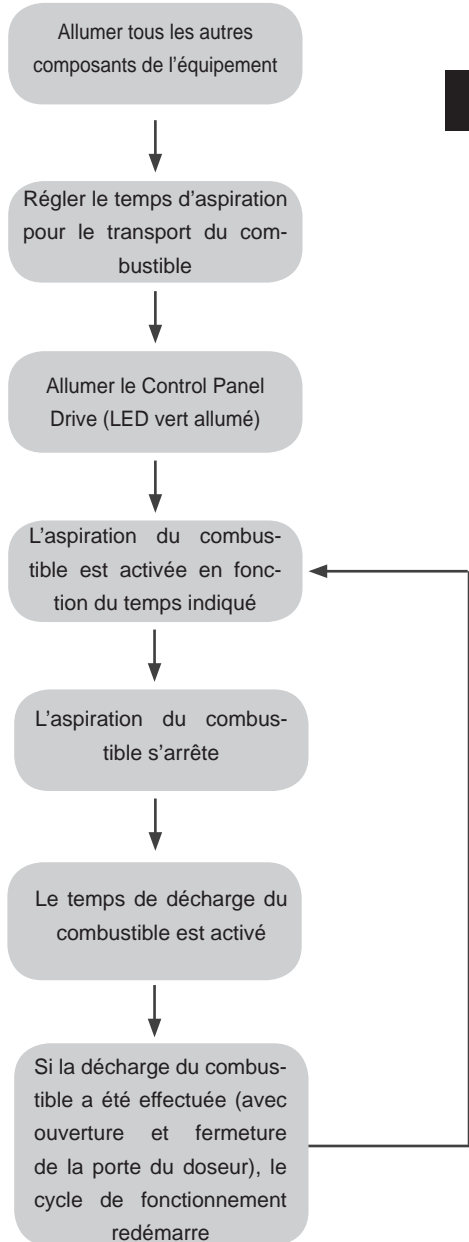 Allumer tous les autres
composants de l'équipement
Régler le temps d'aspiration
pour le transport du com-
bustible
Allumer le Control Panel
Drive (LED vert allumé)
L'aspiration du combus-
tible est activée en fonc-
tion du temps indiqué
L'aspiration du combus-
tible s'arrête
Le temps de décharge du
combustible est activé
Si la décharge du combus-
tible a été effectuée (avec
ouverture et fermeture
de la porte du doseur), le
cycle de fonctionnement
redémarre